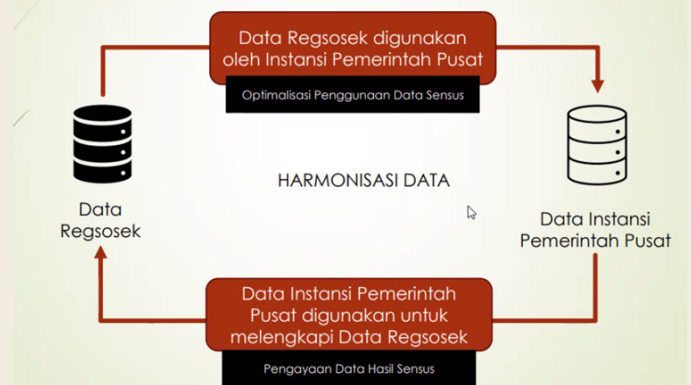 Data Regsosek digunakan
oleh Instansi Pemerintah Pusat
Optimalisasi Penggunaan Data Sensus
HARMONISASI DATA
Data
Regsosek
Data Instansi
Pemerintah Pusat
Data Instansi Pemerintah
Pusat digunakan untuk
melengkapi Data Regsosek
Pengayaan Data Hasil Sensus